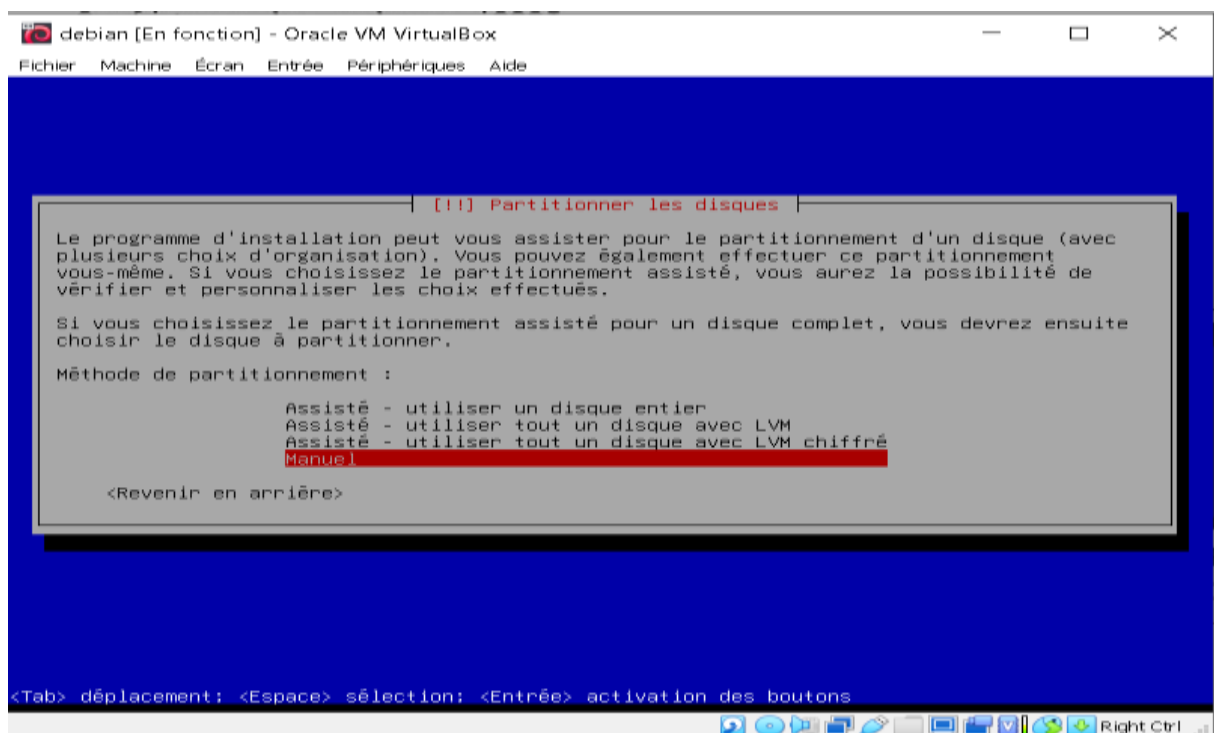 debian [En fonction] - Oracle VM VirtualBox
Fichier Machine Écran Entrée Périphériques Aide
[!!] Partitionner les disques
Le programme d'installation peut vous assister pour le partitionnement d'un disque (avec
plusieurs choix d'organisation). Vous pouvez également effectuer ce partitionnement
vous-même. Si vous choisissez le partitionnement assisté, vous aurez la possibilité de
vérifier et personnaliser les choix effectués.
Si vous choisissez le partitionnement assisté pour un disque complet, vous devrez ensuite
choisir le disque à partitionner.
Méthode de partitionnement :
Assisté - utiliser un disque entier
Assisté - utiliser tout un disque avec LVM
Assisté - utiliser tout un disque avec LVM chiffré
Manuel
<Revenir en arrière>
<Tab> déplacement; <Espace> sélection; <Entrée> activation des boutons
Right Ctrl